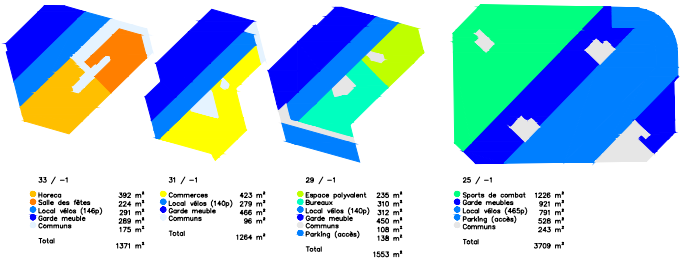 33 / -1
Horeca 392 m²
Salle des fêtes 224 m²
Local vélos (146p) 291 m²
Garde meuble 289 m²
Communs 175 m²
Total 1371 m²
31 / -1
Commerces 423 m²
Local vélos (140p) 279 m²
Garde meuble 466 m²
Communs 96 m²
Total 1264 m²
29 / -1
Espace polyvalent 235 m²
Bureaux 310 m²
Local vélos (140p) 312 m²
Garde meuble 450 m²
Communs 108 m²
Parking (accès) 138 m²
Total 1553 m²
25 / -1
Sports de combat 1226 m²
Garde meubles 921 m²
Local vélos (465p) 791 m²
Parking (accès) 528 m²
Communs 243 m²
Total 3709 m²